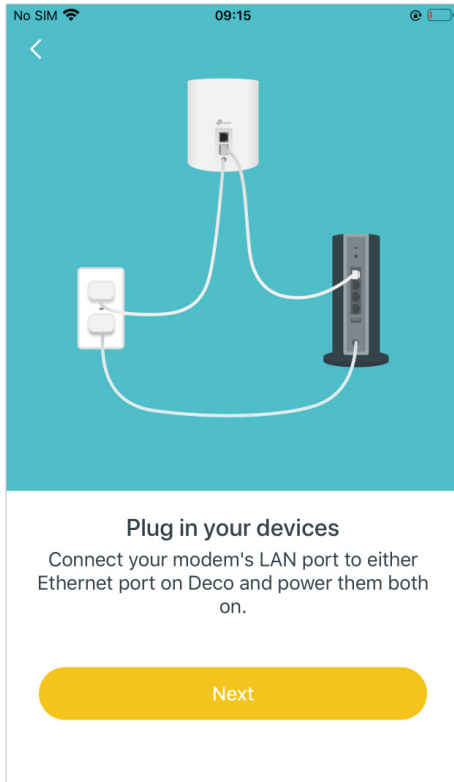 No SIM 09:15
Plug in your devices
Connect your modem's LAN port to either
Ethernet port on Deco and power them both
on.
Next